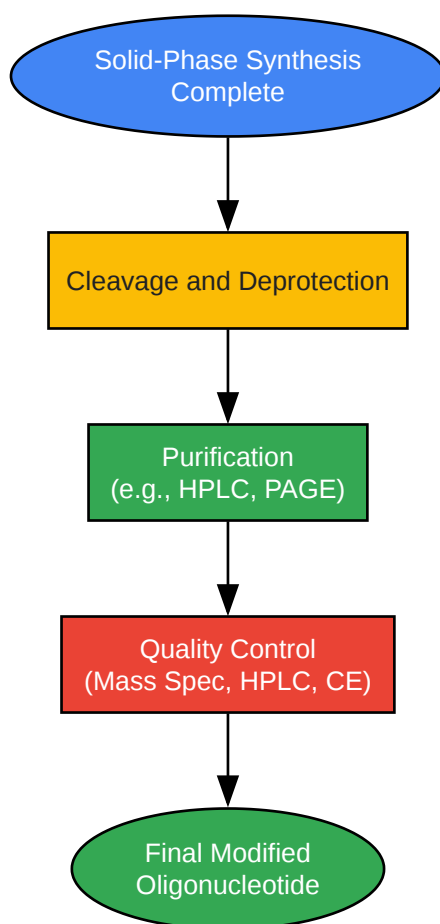 Solid-Phase Synthesis
Complete
Cleavage and Deprotection
Purification
(e.g., HPLC, PAGE)
Quality Control
(Mass Spec, HPLC, CE)
Final Modified
Oligonucleotide